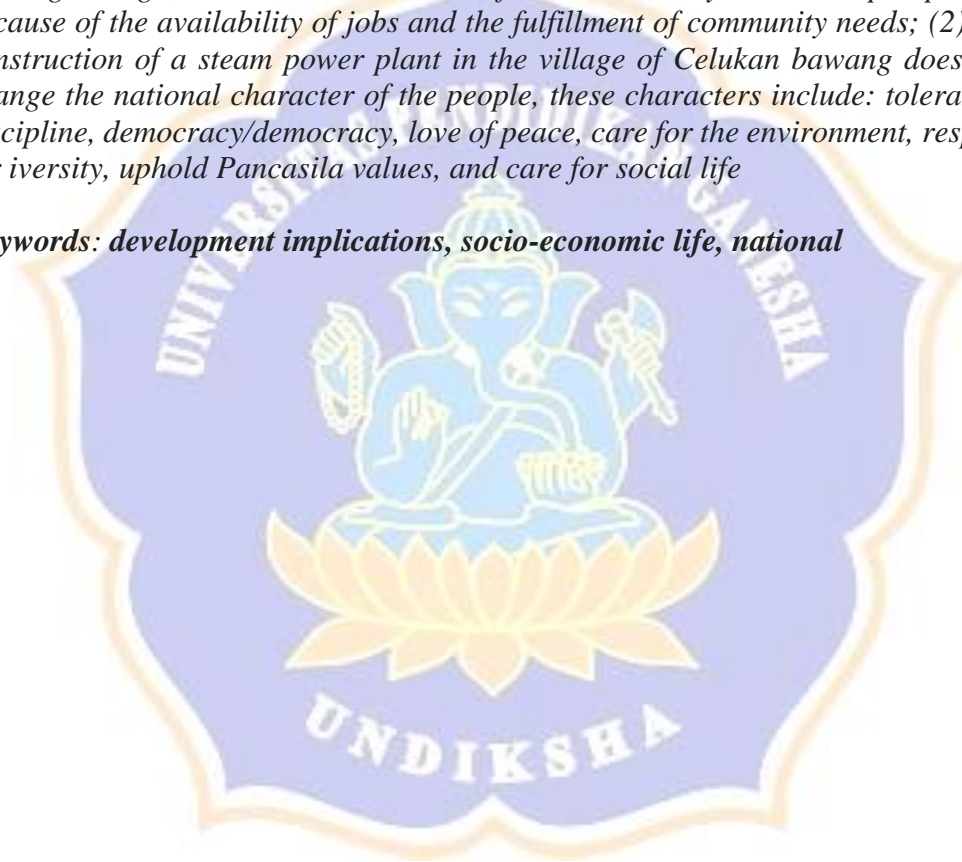 cause of the availability of jobs and the fulfillment of community needs; (2)
nstruction of a steam power plant in the village of Celukan bawang does
ange the national character of the people, these characters include: tolera
scipline, democracy/democracy, love of peace, care for the environment, resp
r iversity, uphold Pancasila values, and care for social life
ywords: development implications, socio-economic life, national
UNIVERSITAS PENDIDIKAN GANESHA
UNDIKSHA